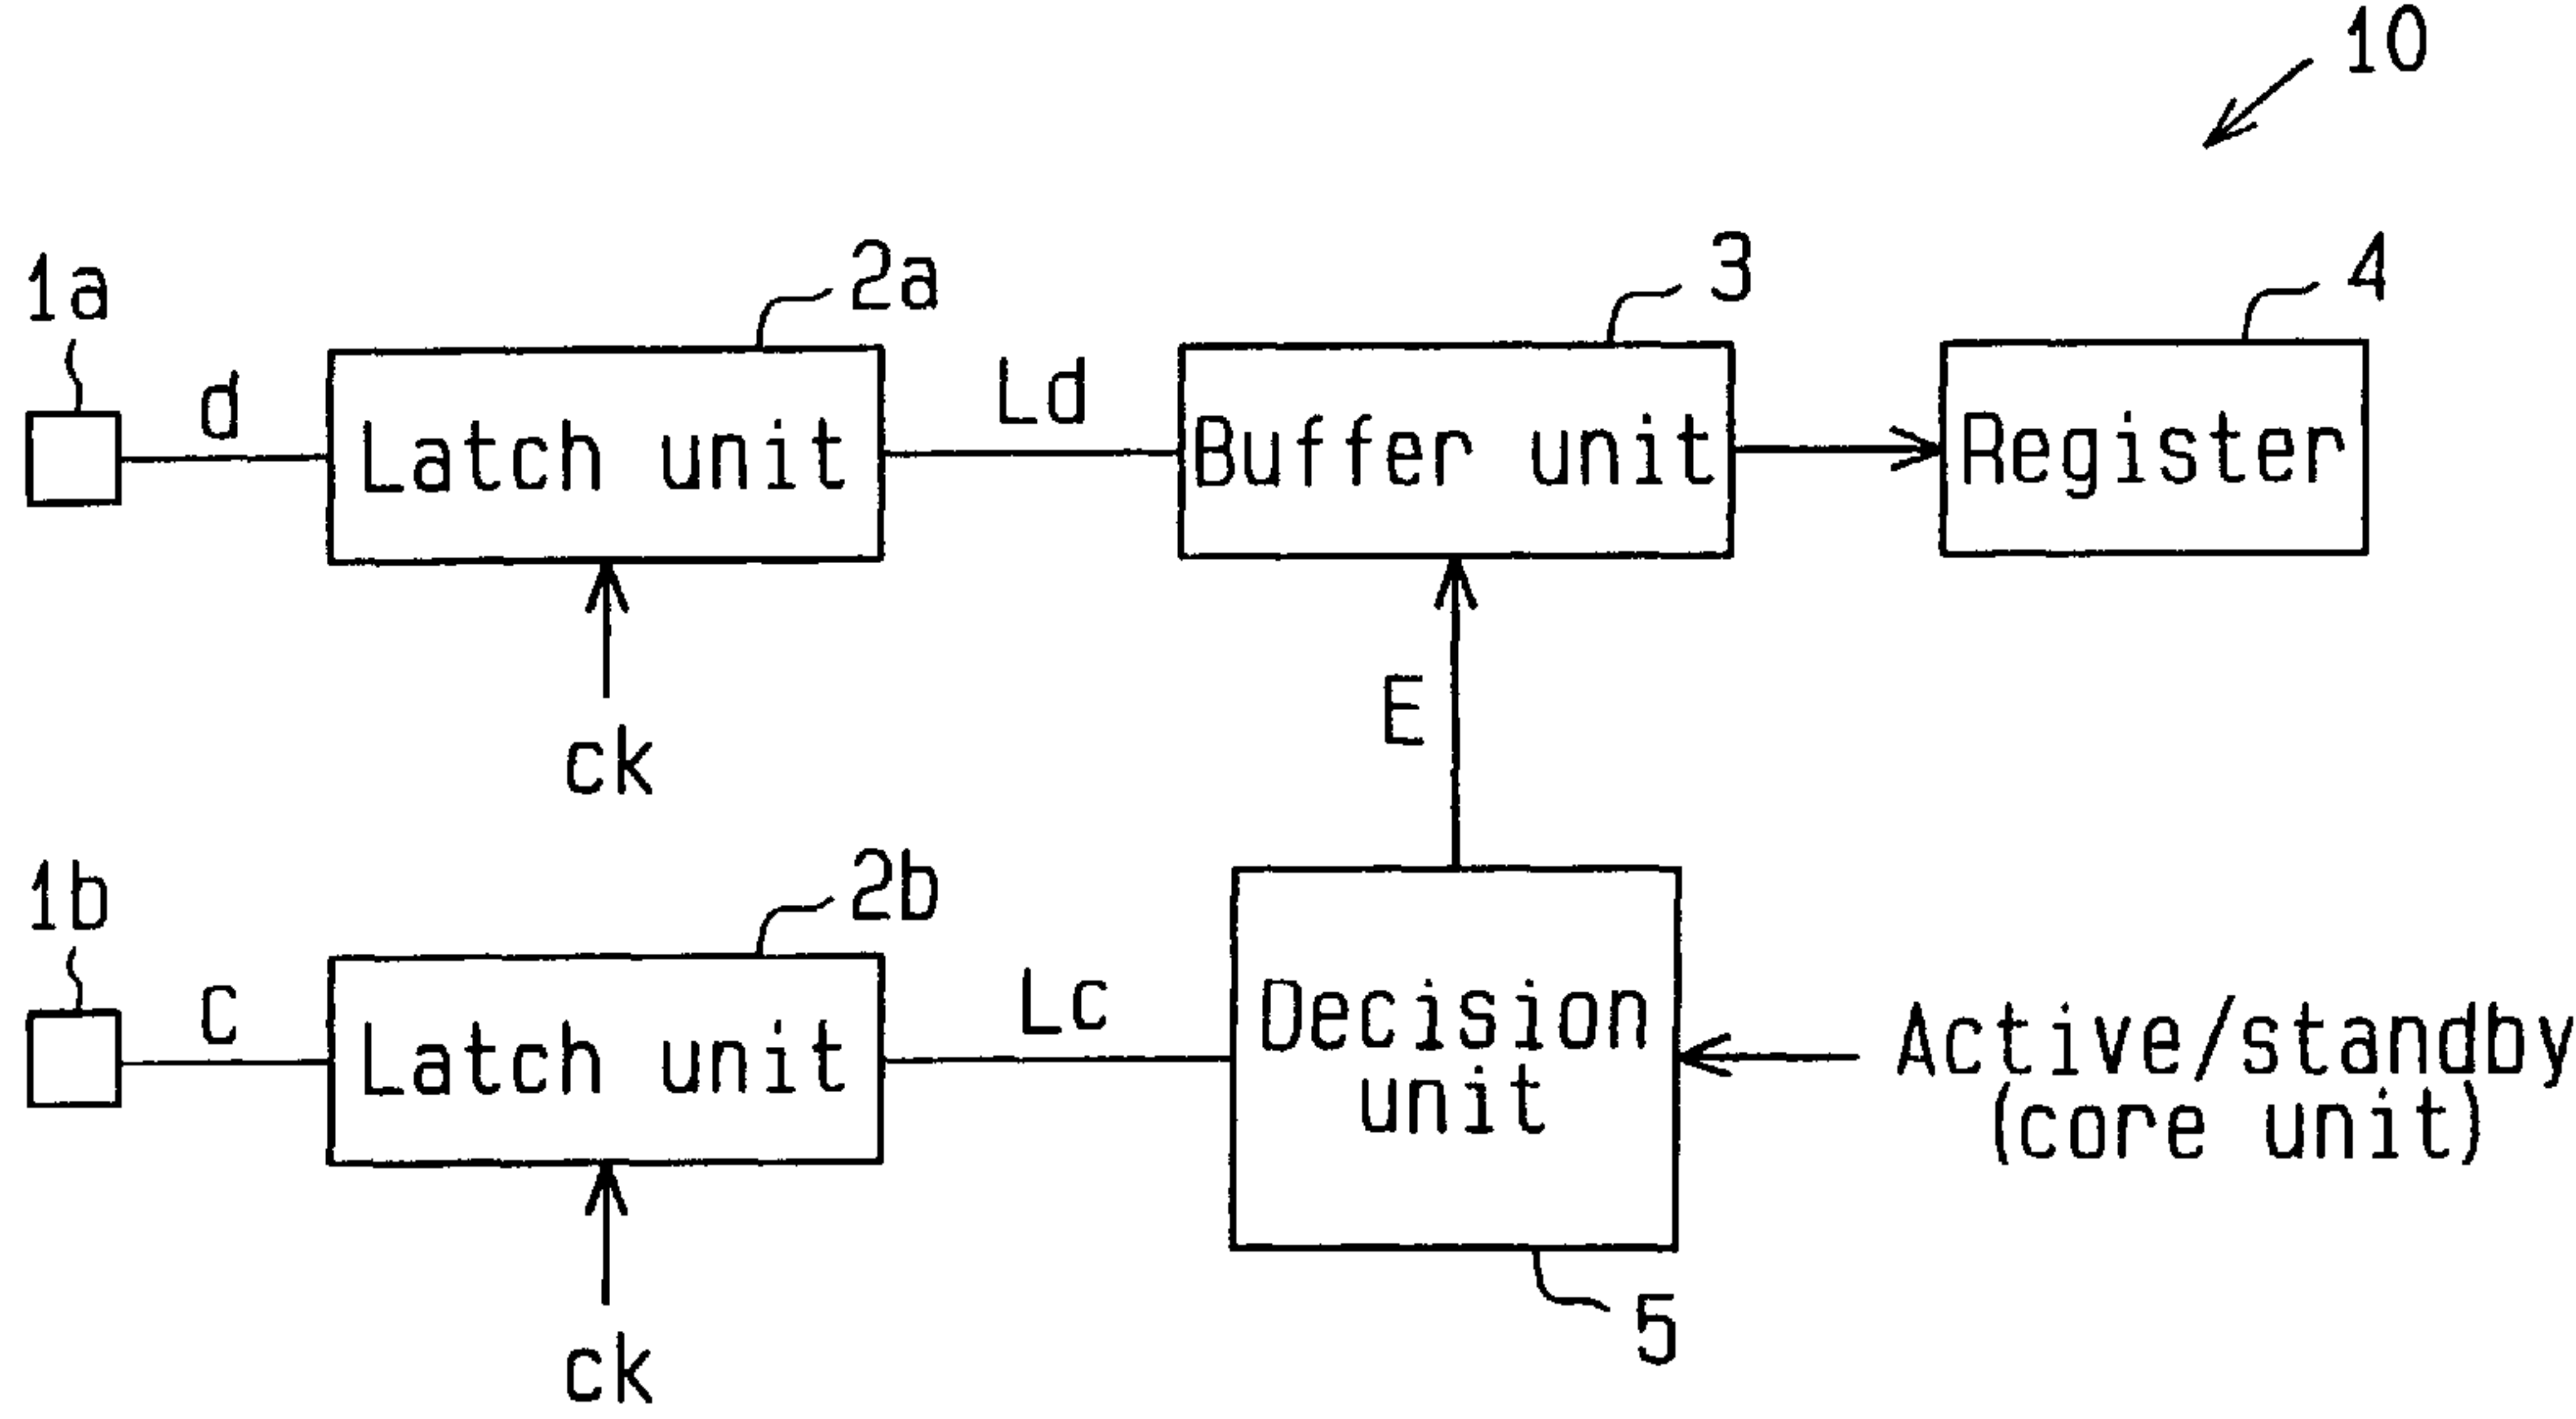 10
1a
d
2a
Latch unit
Ld
3
Buffer unit
4
Register
ck
E
1b
C
2b
Latch unit
Lc
Decision
unit
Active/standby
(core unit)
5
ck